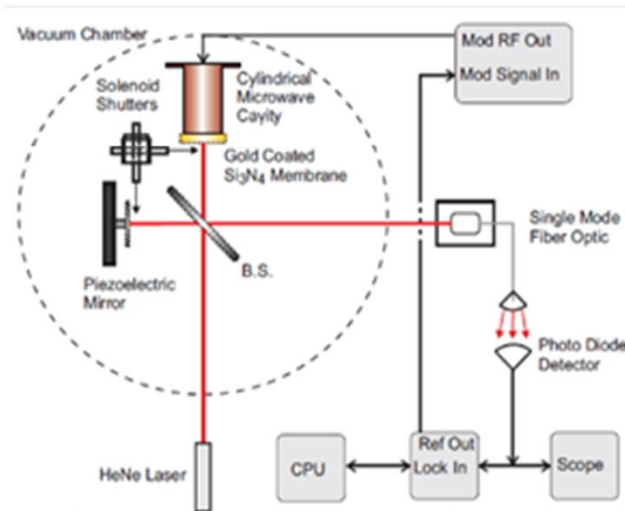 Vacuum Chamber
Mod RF Out
Mod Signal In
Solenoid
Shutters
Cylindrical
Microwave
Cavity
Gold Coated
Si3N4 Membrane
Single Mode
Fiber Optic
B.S.
Piezoelectric
Mirror
Photo Diode
Detector
HeNe Laser
CPU
Ref Out
Lock In
Scope